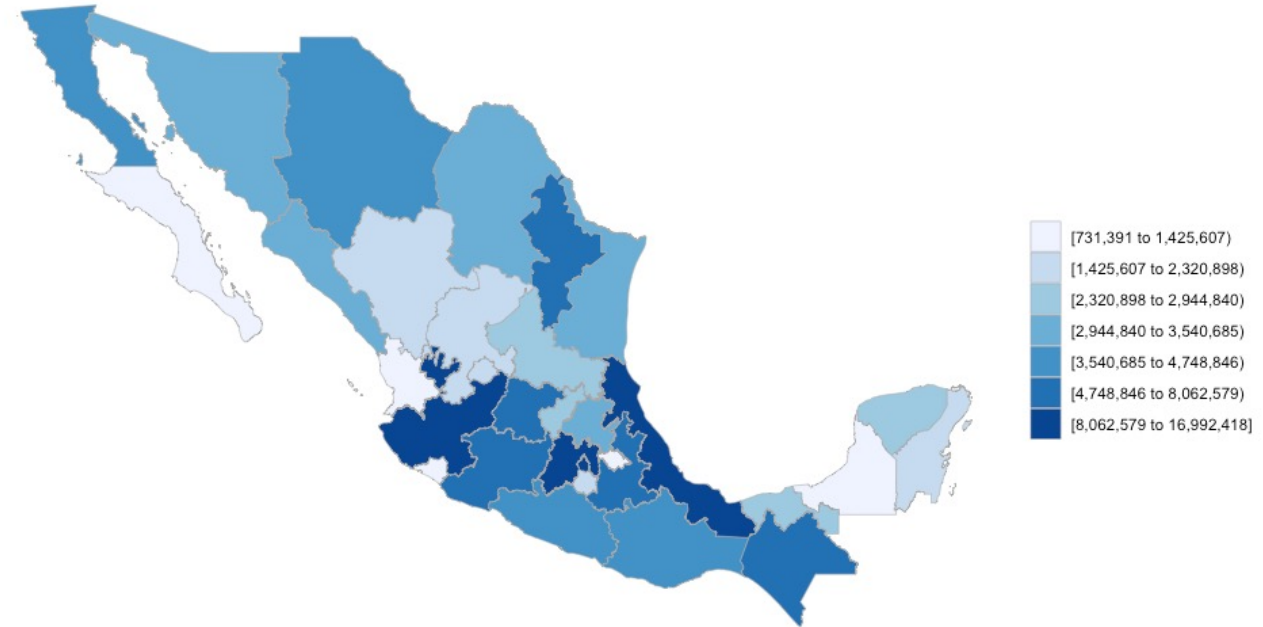 [731,391 to 1,425,607)
[1,425,607 to 2,320,898)
[2,320,898 to 2,944,840)
[2,944,840 to 3,540,685)
[3,540,685 to 4,748,846)
[4,748,846 to 8,062,579)
[8,062,579 to 16,992,418]